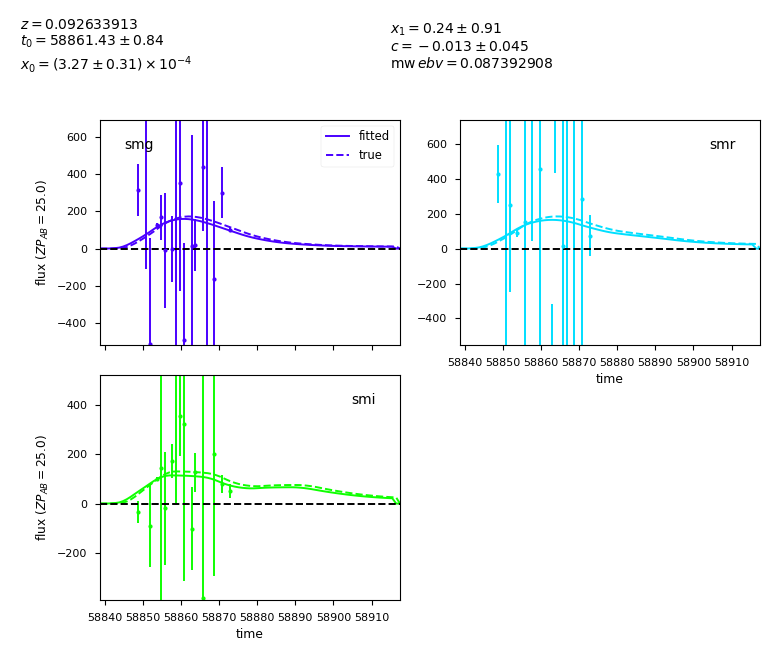 z = 0.092633913
t₀ = 58861.43 ± 0.84
x₀ = (3.27 ± 0.31) × 10⁻⁴
x₁ = 0.24 ± 0.91
c = −0.013 ± 0.045
mw ebv = 0.087392908
smg
fitted
true
600
400
200
0
−200
−400
flux (ZP_AB = 25.0)
smr
600
400
200
0
−200
−400
58840 58850 58860 58870 58880 58890 58900 58910
time
smi
400
200
0
−200
flux (ZP_AB = 25.0)
58840 58850 58860 58870 58880 58890 58900 58910
time